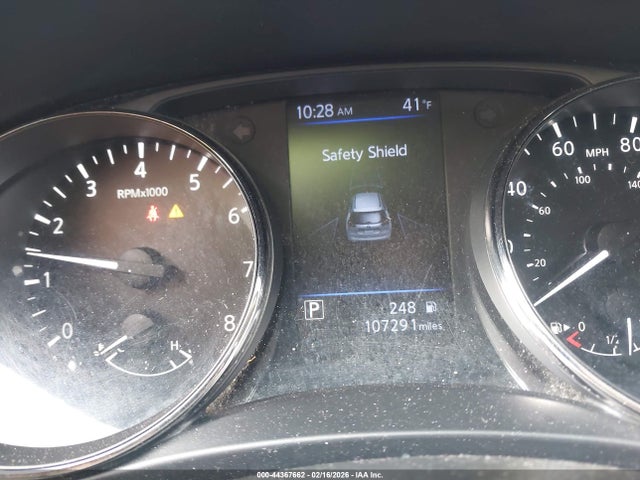 10:28 AM 41°F
Safety Shield
P 248
107291 miles
RPMx1000
0 1 2 3 4 5 6 7 8
H
MPH
40 60 80
20 60 100 140
0 1/2
000-44367662 - 02/16/2026 - IAA Inc.